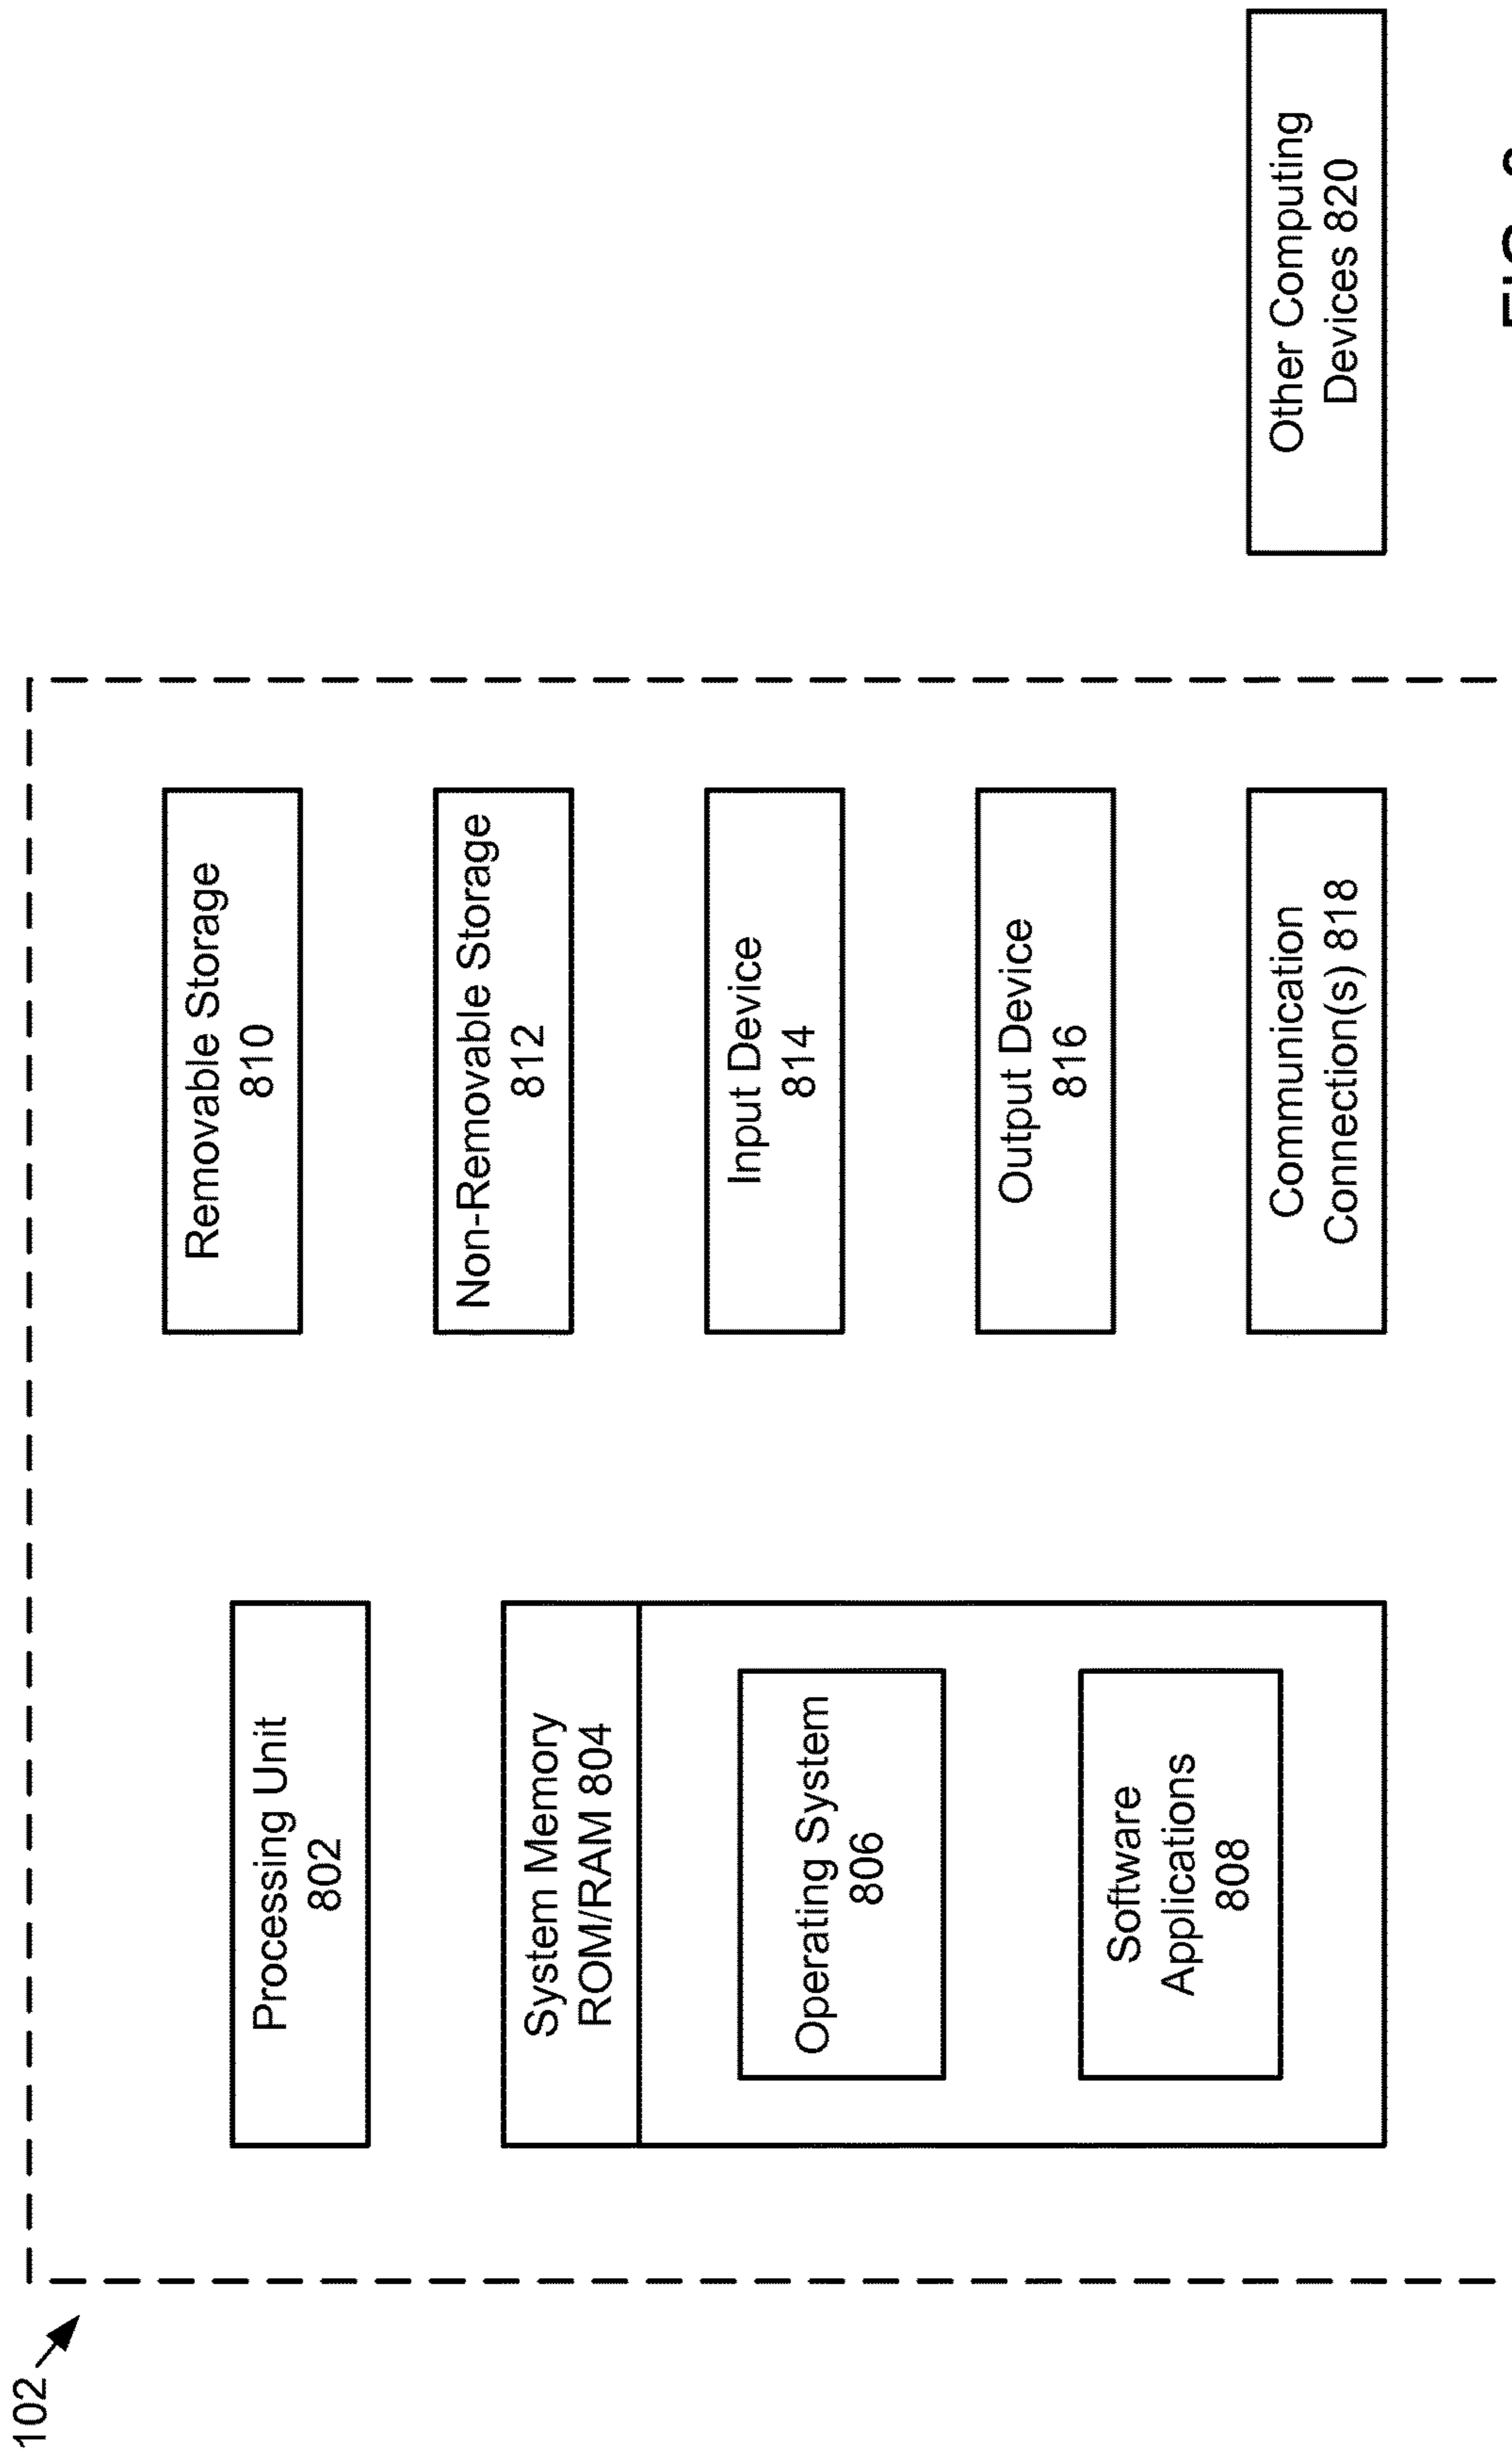 102
Processing Unit
802
System Memory
ROM/RAM 804
Operating System
806
Software
Applications
808
Removable Storage
810
Non-Removable Storage
812
Input Device
814
Output Device
816
Communication
Connection(s) 818
Other Computing
Devices 820